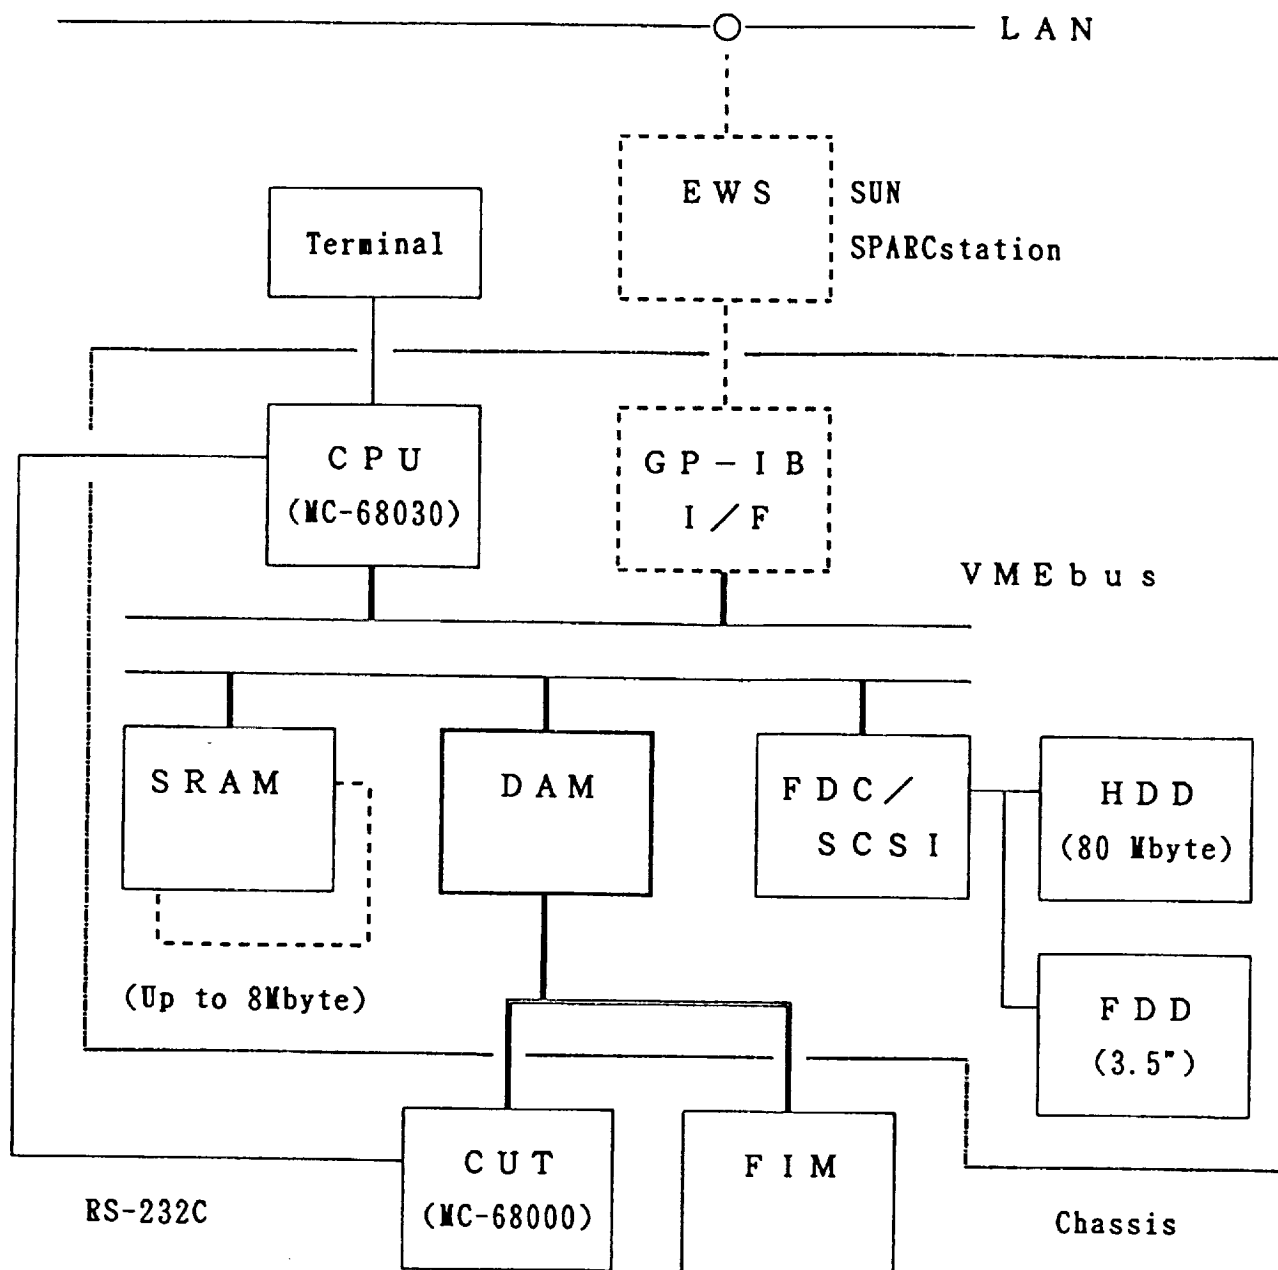 LAN
EWS
SUN
SPARCstation
Terminal
CPU
(MC-68030)
GP-IB
I/F
VMEbus
SRAM
DAM
FDC/
SCSI
HDD
(80 Mbyte)
(Up to 8Mbyte)
FDD
(3.5")
CUT
(MC-68000)
FIM
RS-232C
Chassis